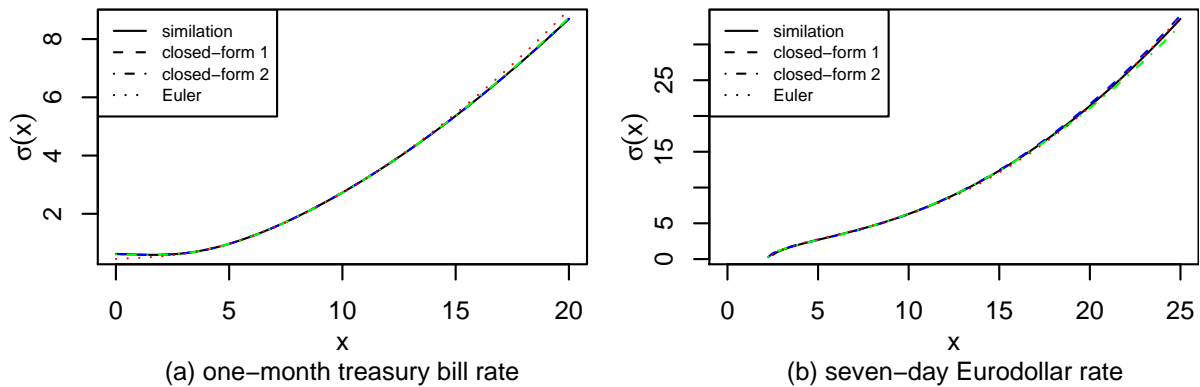 similation
closed−form 1
closed−form 2
Euler
σ(x)
2
4
6
8
0
5
10
15
20
x
(a) one−month treasury bill rate
similation
closed−form 1
closed−form 2
Euler
σ(x)
0
5
15
25
0
5
10
15
20
25
x
(b) seven−day Eurodollar rate